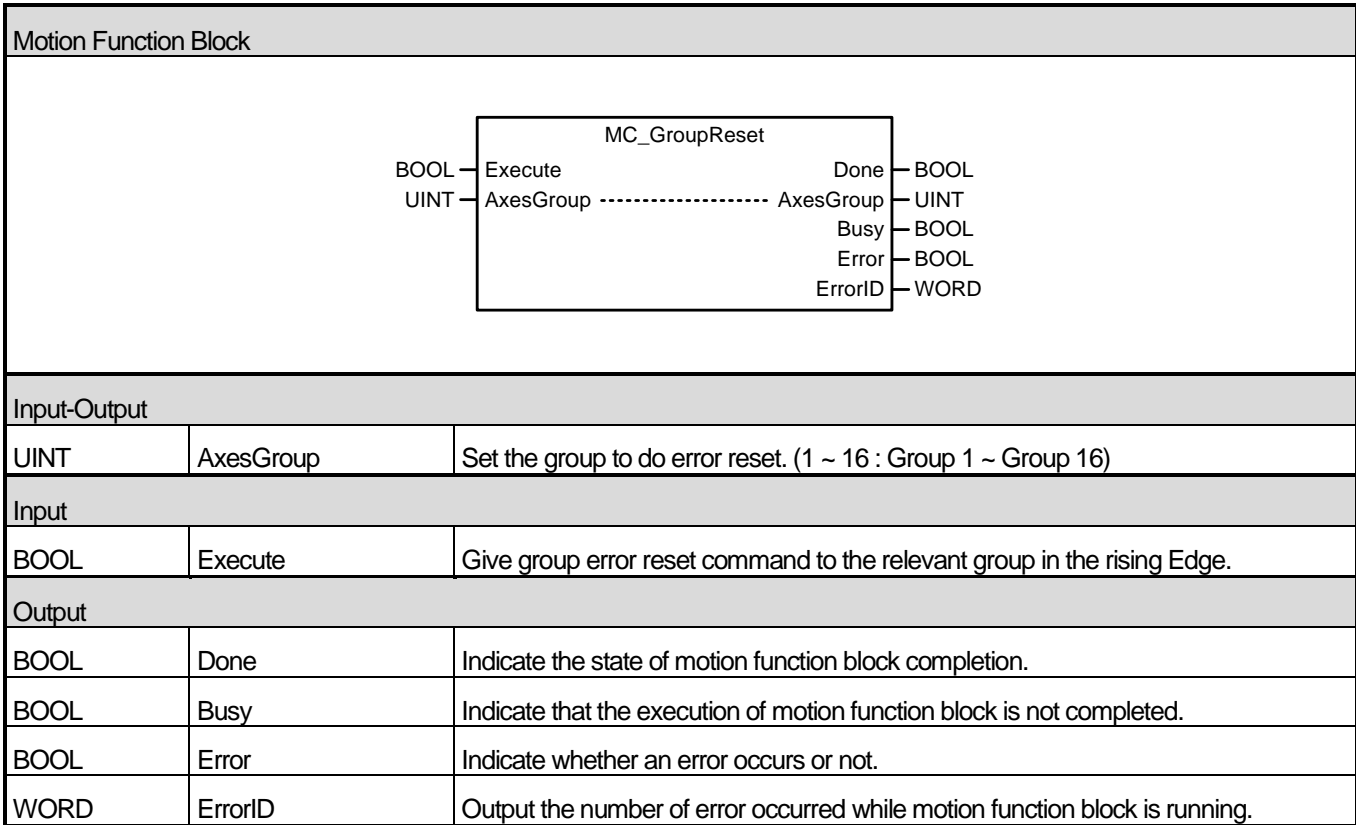 Motion Function Block
MC_GroupReset
BOOL Execute Done BOOL
UINT AxesGroup AxesGroup UINT
Busy BOOL
Error BOOL
ErrorID WORD
Input-Output
UINT AxesGroup Set the group to do error reset. (1 ~ 16 : Group 1 ~ Group 16)
Input
BOOL Execute Give group error reset command to the relevant group in the rising Edge.
Output
BOOL Done Indicate the state of motion function block completion.
BOOL Busy Indicate that the execution of motion function block is not completed.
BOOL Error Indicate whether an error occurs or not.
WORD ErrorID Output the number of error occurred while motion function block is running.